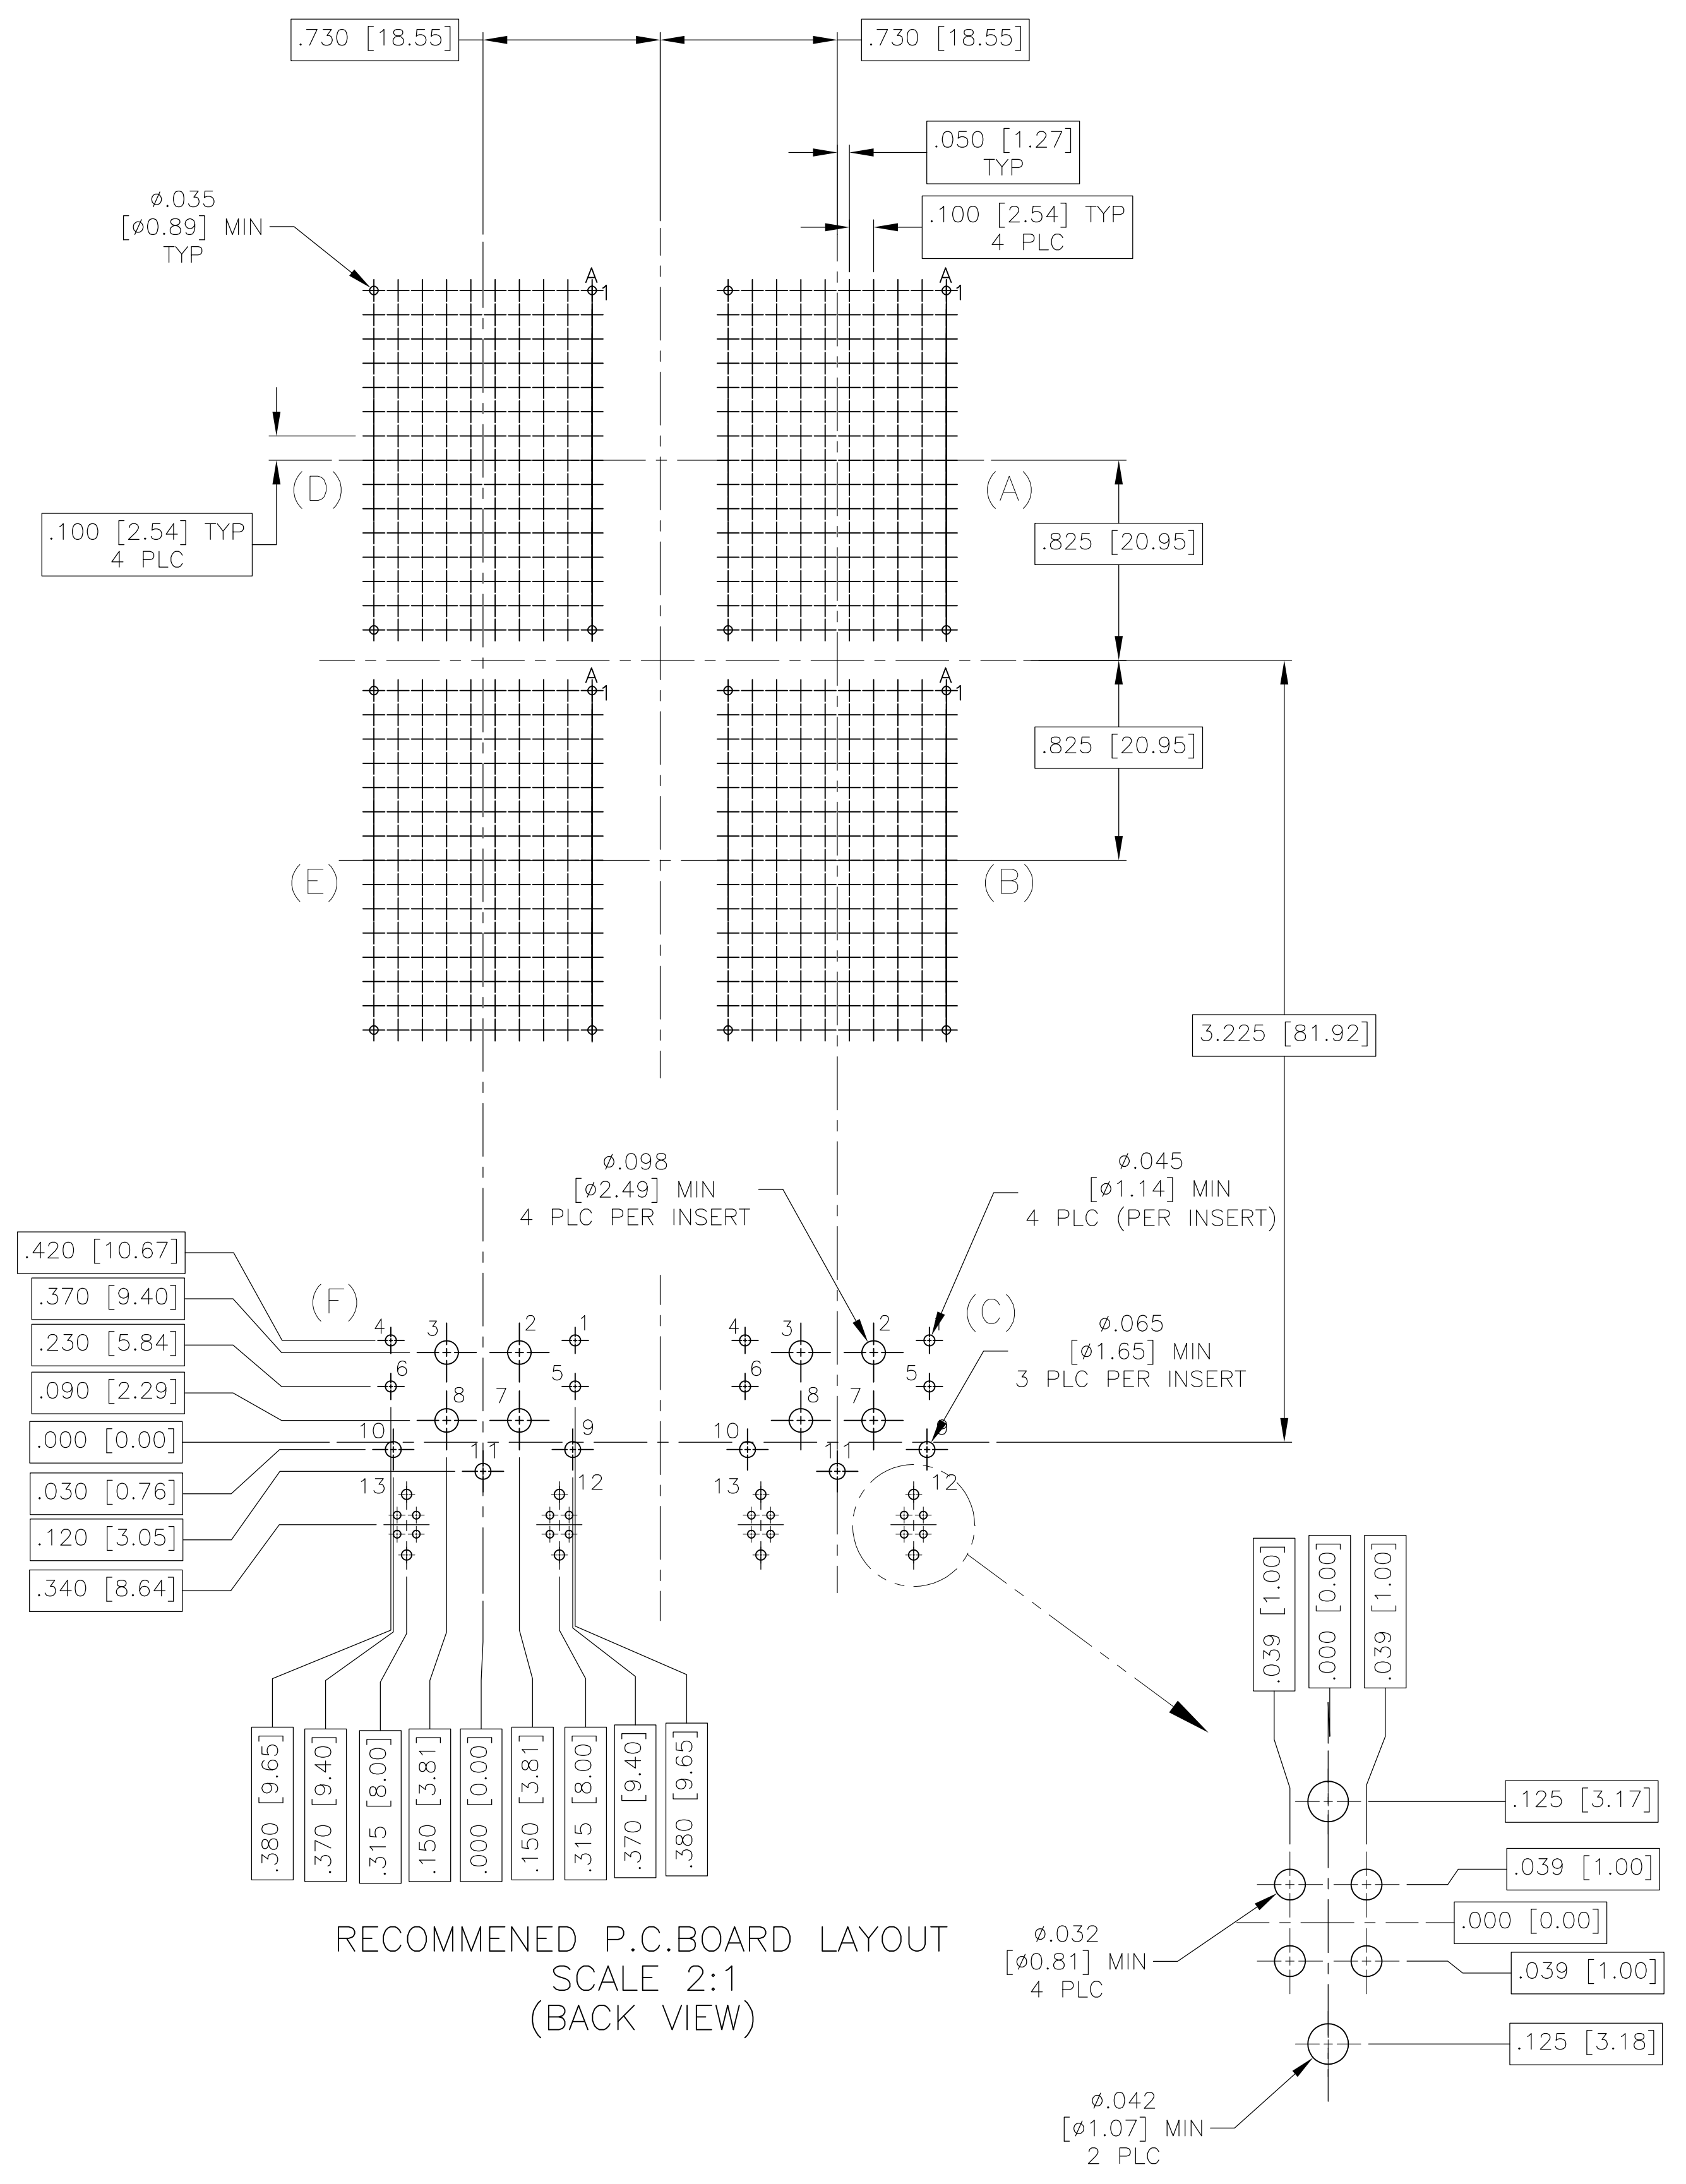 .730 [18.55]
.730 [18.55]
.050 [1.27]
TYP
.100 [2.54] TYP
4 PLC
ø.035
[ø0.89] MIN
TYP
A
1
A
1
(D)
(A)
.100 [2.54] TYP
4 PLC
.825 [20.95]
A
1
A
1
.825 [20.95]
(E)
(B)
3.225 [81.92]
ø.098
[ø2.49] MIN
4 PLC PER INSERT
ø.045
[ø1.14] MIN
4 PLC (PER INSERT)
.420 [10.67]
.370 [9.40]
.230 [5.84]
.090 [2.29]
.000 [0.00]
.030 [0.76]
.120 [3.05]
.340 [8.64]
(F)
(C)
ø.065
[ø1.65] MIN
3 PLC PER INSERT
4 3 2 1
6 5
8 7
10 11 9
13 12
4 3 2 1
6 5
8 7
10 11 9
13 12
.380 [9.65]
.370 [9.40]
.315 [8.00]
.150 [3.81]
.000 [0.00]
.150 [3.81]
.315 [8.00]
.370 [9.40]
.380 [9.65]
.039 [1.00]
.000 [0.00]
.039 [1.00]
.125 [3.17]
.039 [1.00]
.000 [0.00]
.039 [1.00]
.125 [3.18]
ø.032
[ø0.81] MIN
4 PLC
ø.042
[ø1.07] MIN
2 PLC
RECOMMENED P.C.BOARD LAYOUT
SCALE 2:1
(BACK VIEW)